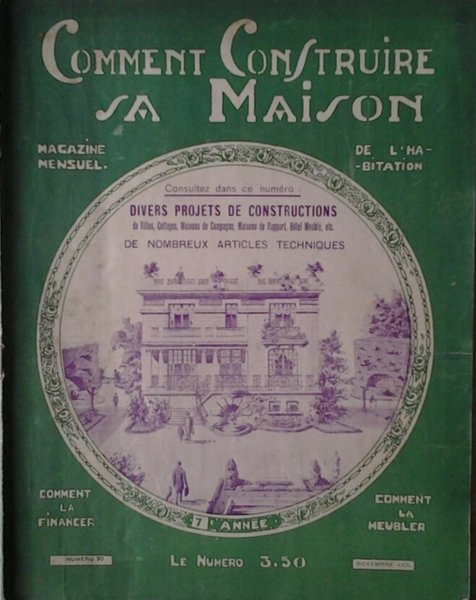 COMMENT CONSTRUIRE
SA MAISON
MAGAZINE
MENSUEL.
DE L'HA-
-BITATION
Consultez dans ce numéro :
DIVERS PROJETS DE CONSTRUCTIONS
de Villas, Cottages, Maisons de Campagne, Maisons de Rapport, Hôtel Meublé, etc.
DE NOMBREUX ARTICLES TECHNIQUES
7e ANNÉE
COMMENT
LA
FINANCER
COMMENT
LA
MEUBLER
NUMÉRO
LE NUMERO 3.50
NOVEMBRE